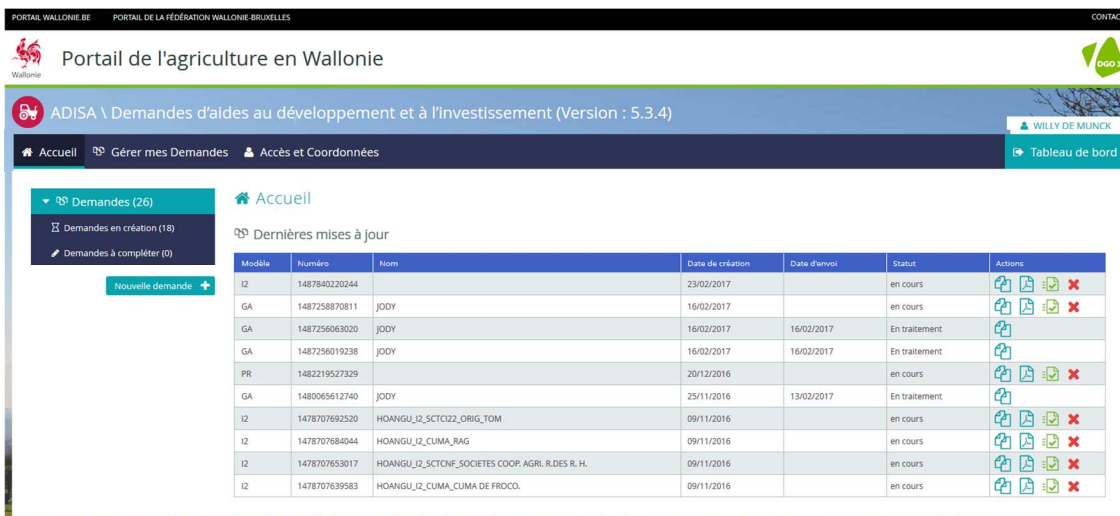 PORTAIL WALLONIE.BE PORTAIL DE LA FÉDÉRATION WALLONIE-BRUXELLES
Wallonie
Portail de l'agriculture en Wallonie
DGO 3
ADISA \ Demandes d'aides au développement et à l'investissement (Version : 5.3.4)
WILLY DE MUNCK
Accueil Gérer mes Demandes Accès et Coordonnées Tableau de bord
Demandes (26)
Demandes en création (18)
Demandes à compléter (0)
Nouvelle demande
Accueil
Dernières mises à jour
Modèle Numéro Nom Date de création Date d'envoi Statut Actions
I2 1487840220244 23/02/2017 en cours
GA 1487258870811 JODY 16/02/2017 en cours
GA 1487256063020 JODY 16/02/2017 16/02/2017 En traitement
GA 1487256019238 JODY 16/02/2017 16/02/2017 En traitement
PR 1482219527329 20/12/2016 en cours
GA 1480065612740 JODY 25/11/2016 13/02/2017 En traitement
I2 1478707692520 HOANGU_I2_SCTCI22_ORIG_TOM 09/11/2016 en cours
I2 1478707684044 HOANGU_I2_CUMA_RAG 09/11/2016 en cours
I2 1478707653017 HOANGU_I2_SCTCNF_SOCIETES COOP. AGRI. R.DES R. H. 09/11/2016 en cours
I2 1478707639583 HOANGU_I2_CUMA_CUMA DE FROCO. 09/11/2016 en cours